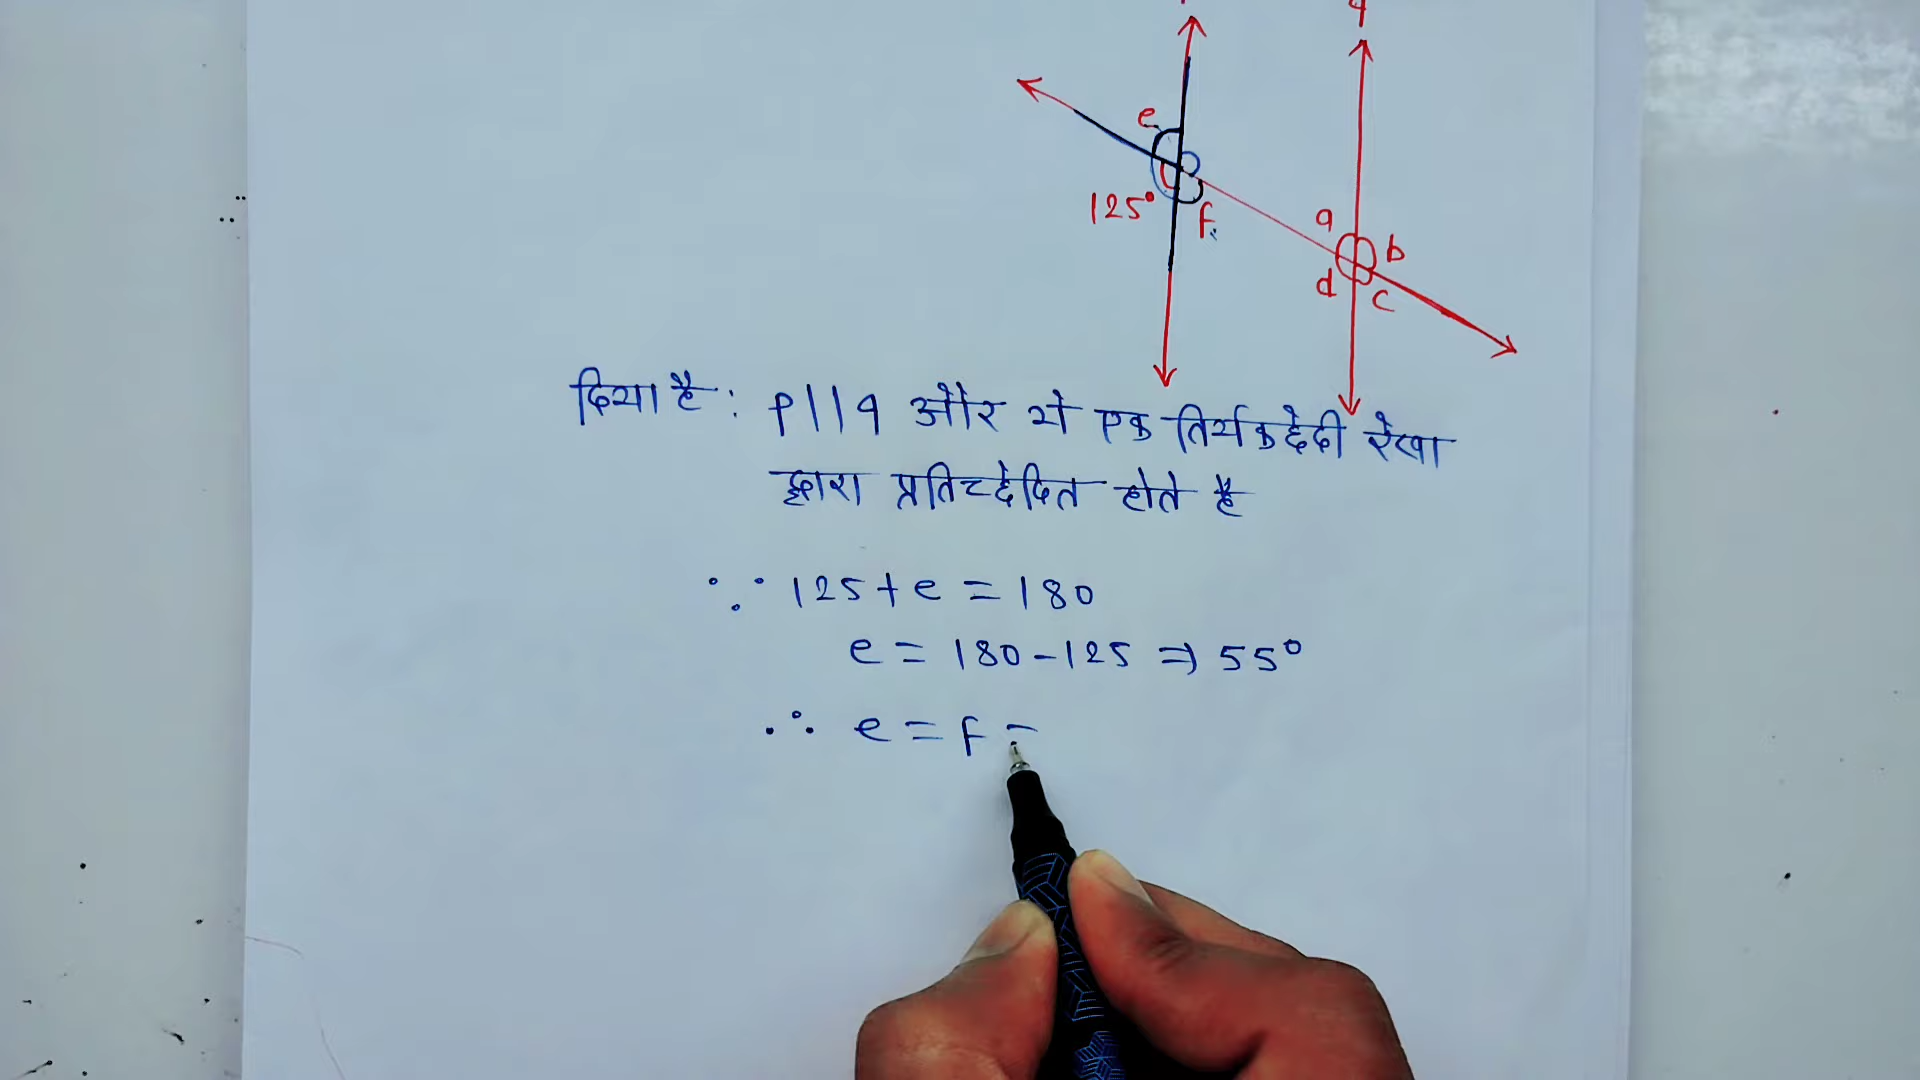 e
125°
f
a
b
d
c
दिया है : p||q और ये एक तिर्यकछेदी रेखा
द्वारा प्रतिच्छेदित होते है
∵ 125+e = 180
e = 180-125 ⇒ 55°
∴ e = f =